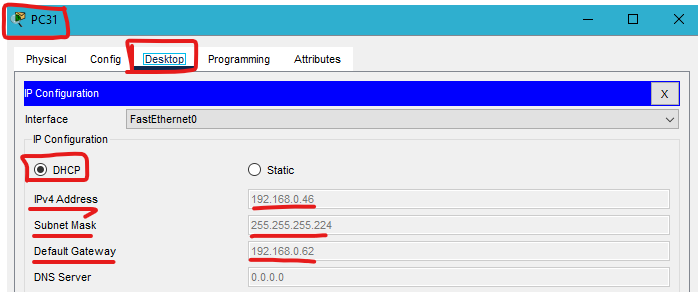 PC31
Physical Config Desktop Programming Attributes
IP Configuration X
Interface FastEthernet0
IP Configuration
DHCP Static
IPv4 Address 192.168.0.46
Subnet Mask 255.255.255.224
Default Gateway 192.168.0.62
DNS Server 0.0.0.0